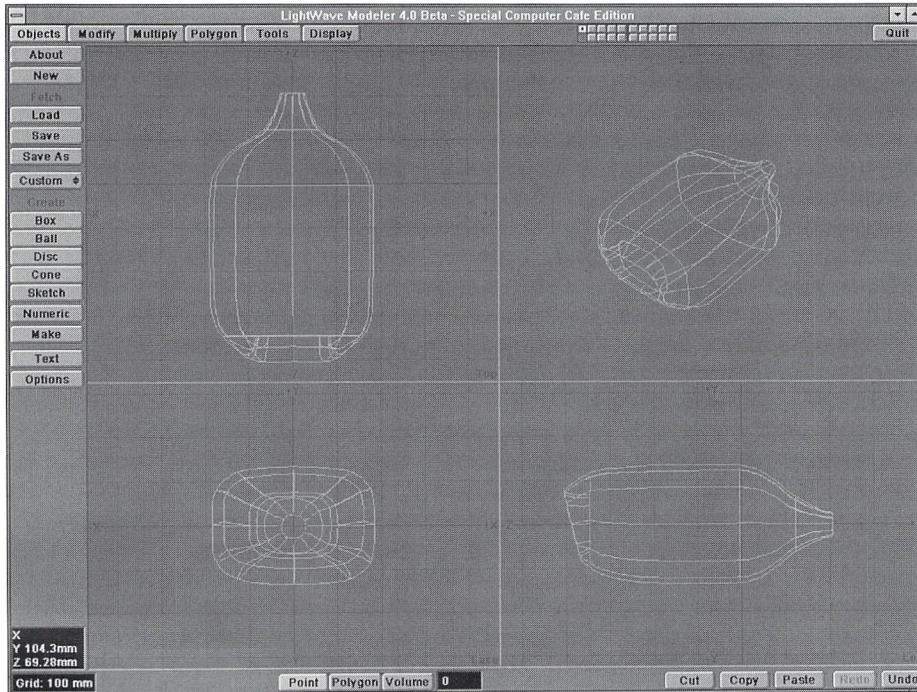 LightWave Modeler 4.0 Beta - Special Computer Cafe Edition
Objects Modify Multiply Polygon Tools Display Quit
About
New
Fetch
Load
Save
Save As
Custom
Create
Box
Ball
Disc
Cone
Sketch
Numeric
Make
Text
Options
Z
X
X
Z
Top
Y
X
X
Z
Y
Face
Y
Y
X
Y 104.3mm
Z 69.28mm
Grid: 100 mm
Point Polygon Volume 0
Cut Copy Paste Redo Undo